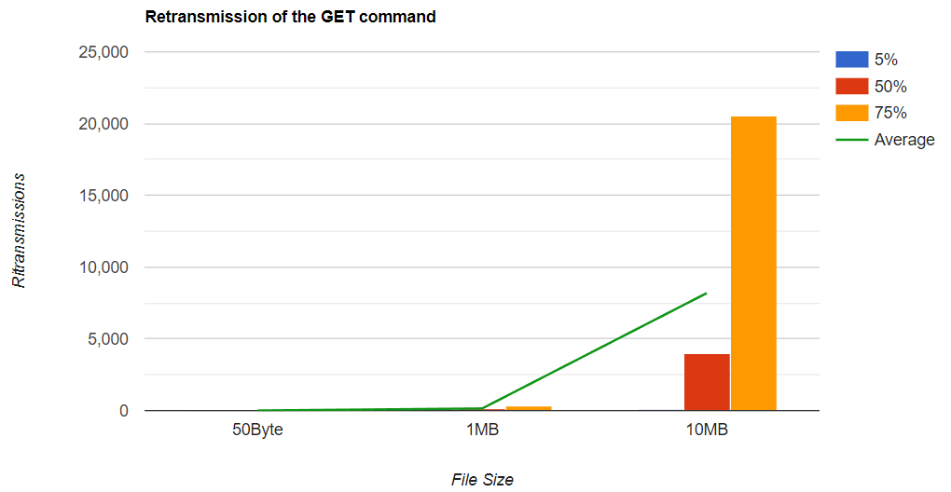 Retransmission of the GET command
25,000
20,000
15,000
10,000
5,000
0
Ritransmissions
50Byte
1MB
10MB
File Size
5%
50%
75%
Average